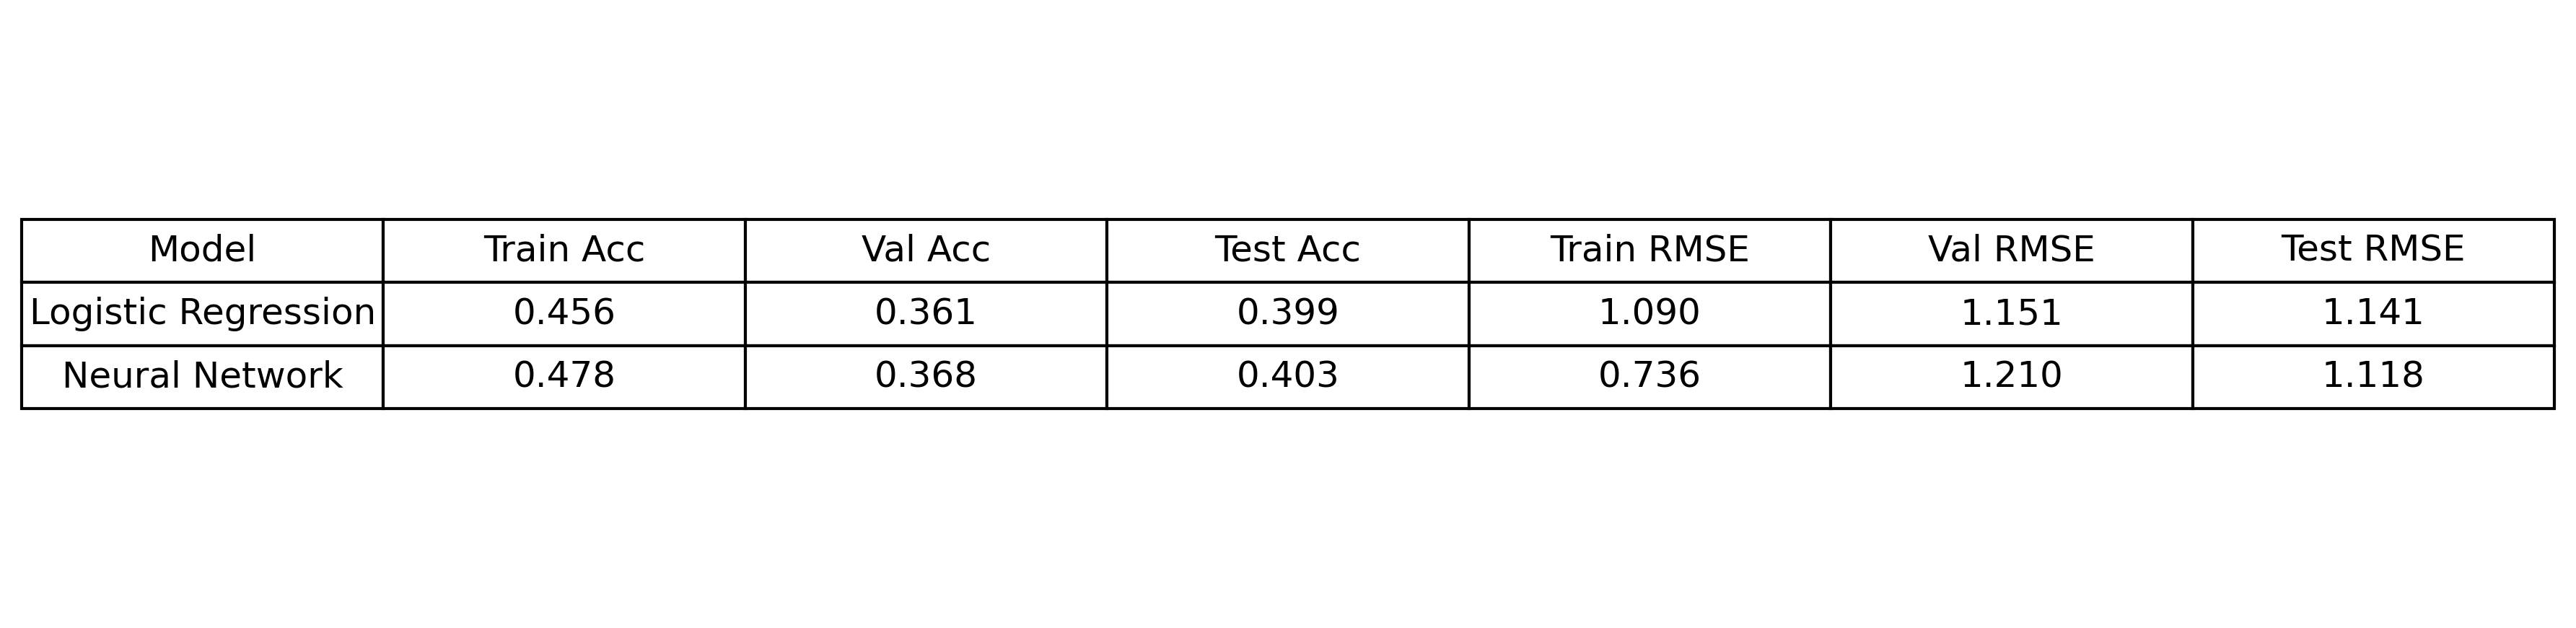 Model Train Acc Val Acc Test Acc Train RMSE Val RMSE Test RMSE
Logistic Regression 0.456 0.361 0.399 1.090 1.151 1.141
Neural Network 0.478 0.368 0.403 0.736 1.210 1.118